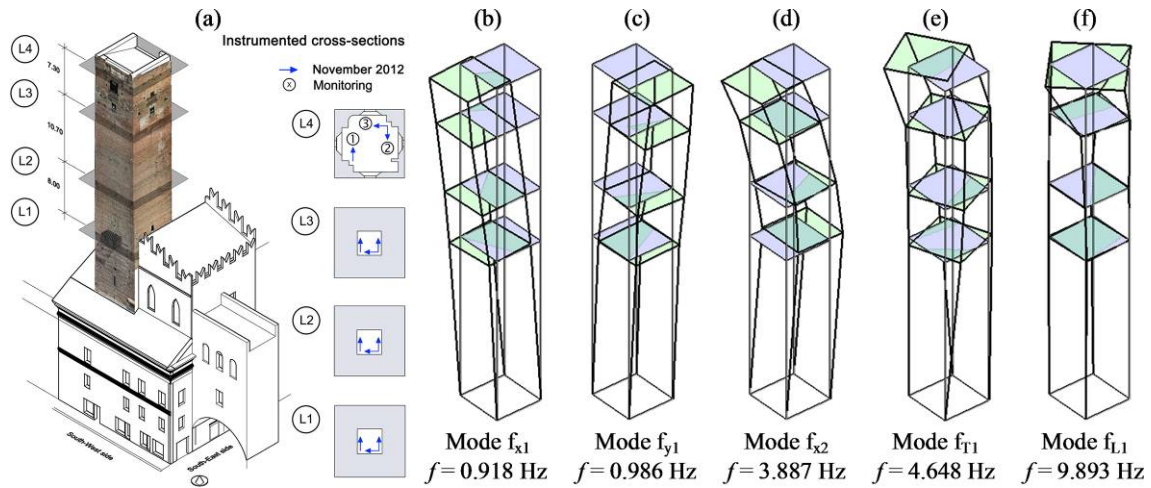 (a)
(b)
(c)
(d)
(e)
(f)
L4
7.30
L3
10.70
L2
8.00
L1
South-West side
South-East side
Instrumented cross-sections
November 2012
x Monitoring
L4
1
3
2
L3
L2
L1
Mode fx1
f = 0.918 Hz
Mode fy1
f = 0.986 Hz
Mode fx2
f = 3.887 Hz
Mode fT1
f = 4.648 Hz
Mode fL1
f = 9.893 Hz